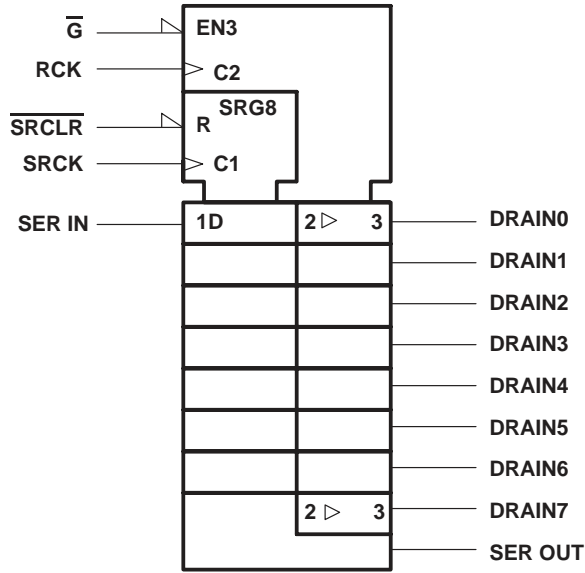 G̅ EN3
RCK C2
SRG8
S̅R̅C̅L̅R̅ R
SRCK C1
SER IN 1D 2 3 DRAIN0
DRAIN1
DRAIN2
DRAIN3
DRAIN4
DRAIN5
DRAIN6
2 3 DRAIN7
SER OUT